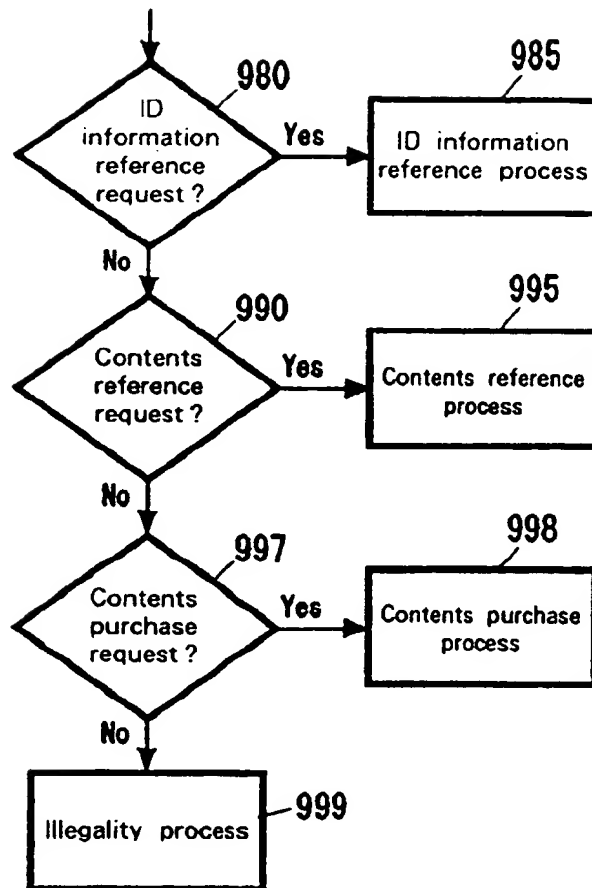 980
ID
information
reference
request ?
Yes
985
ID information
reference process
No
990
Contents
reference
request ?
Yes
995
Contents reference
process
No
997
Contents
purchase
request ?
Yes
998
Contents purchase
process
No
Illegality process
999